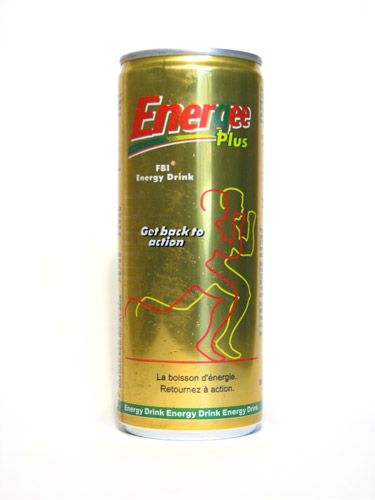 Energee
Plus
FBI®
Energy Drink
Get back to
action
La boisson d'énergie.
Retournez à action.
Energy Drink Energy Drink Energy Drink